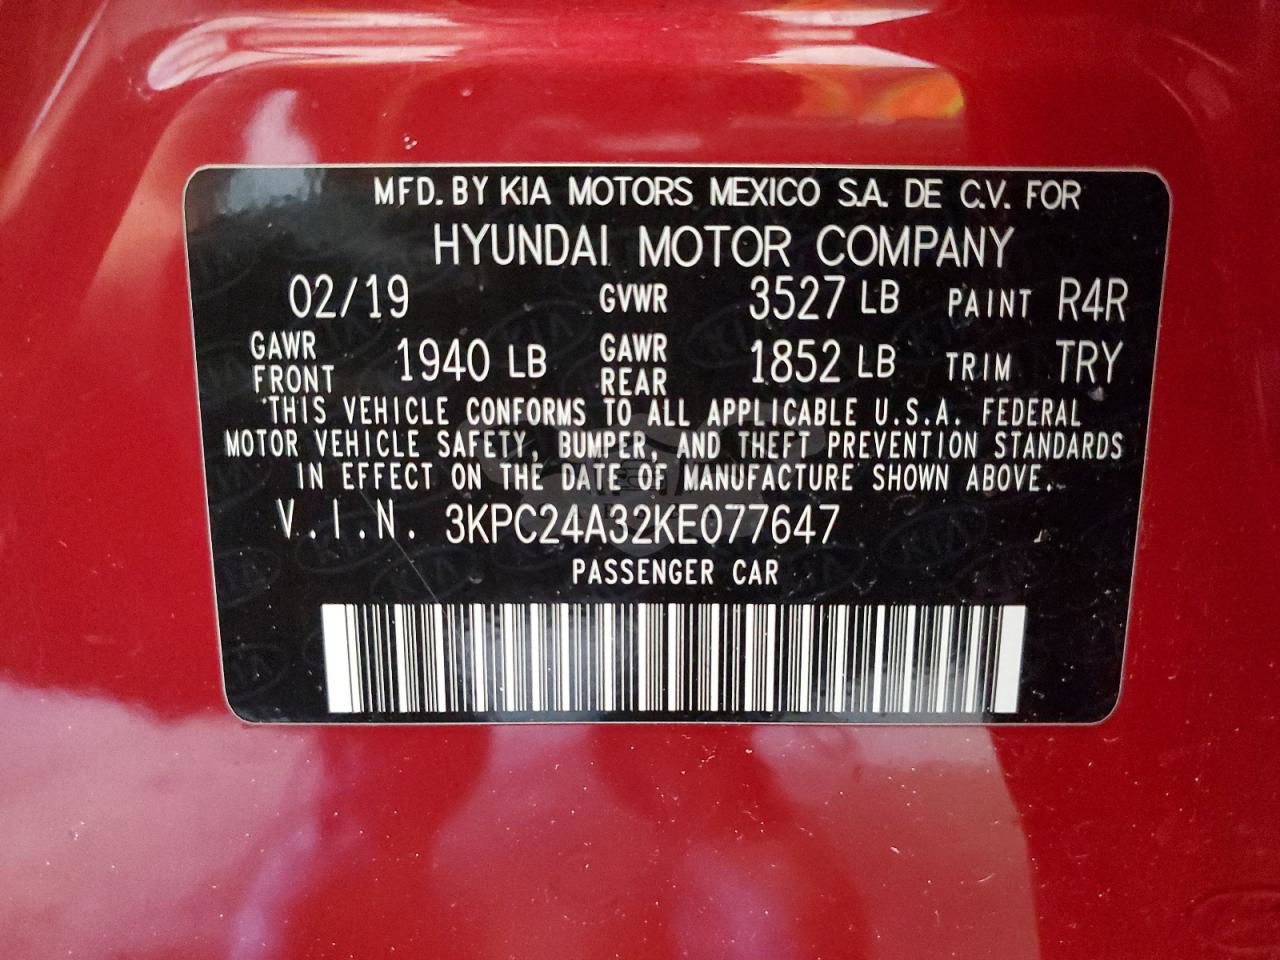 MFD. BY KIA MOTORS MEXICO S.A. DE C.V. FOR
HYUNDAI MOTOR COMPANY
02/19 GVWR 3527 LB PAINT R4R
GAWR FRONT 1940 LB GAWR REAR 1852 LB TRIM TRY
THIS VEHICLE CONFORMS TO ALL APPLICABLE U.S.A. FEDERAL
MOTOR VEHICLE SAFETY, BUMPER, AND THEFT PREVENTION STANDARDS
IN EFFECT ON THE DATE OF MANUFACTURE SHOWN ABOVE.
V.I.N. 3KPC24A32KE077647
PASSENGER CAR